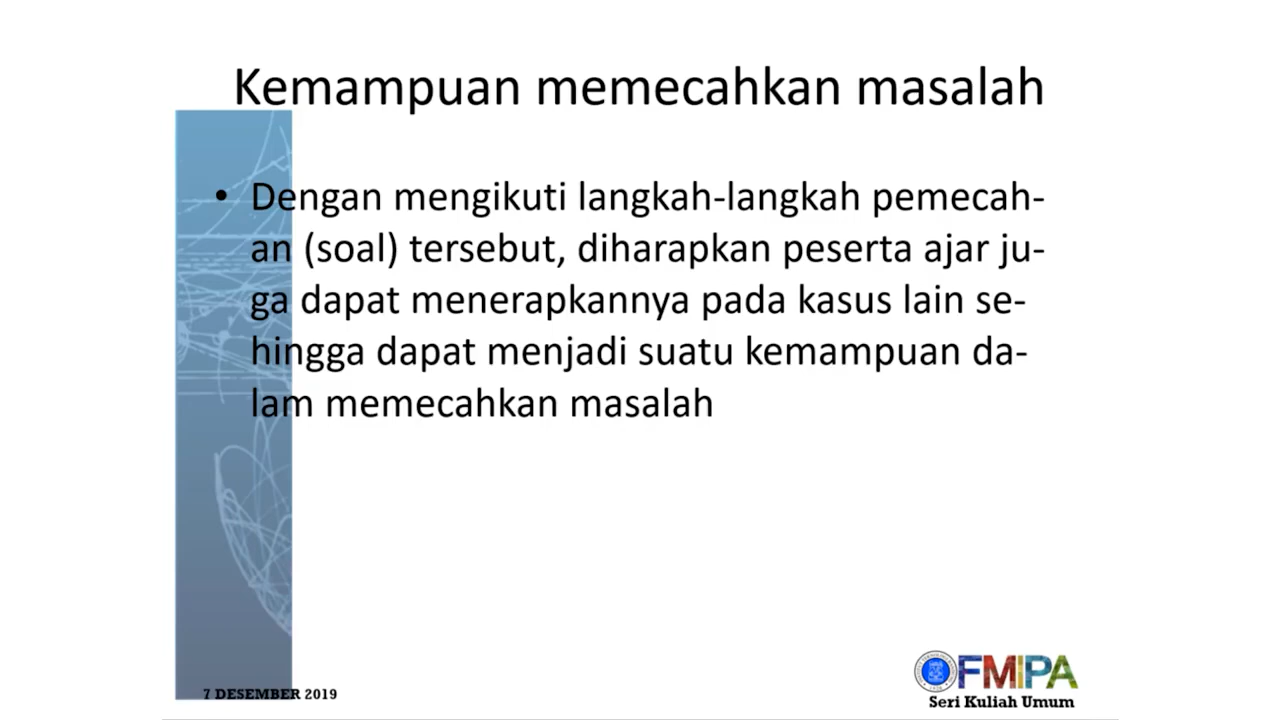 Kemampuan memecahkan masalah
• Dengan mengikuti langkah-langkah pemecah-
an (soal) tersebut, diharapkan peserta ajar ju-
ga dapat menerapkannya pada kasus lain se-
hingga dapat menjadi suatu kemampuan da-
lam memecahkan masalah
FMIPA
7 DESEMBER 2019
Seri Kuliah Umum